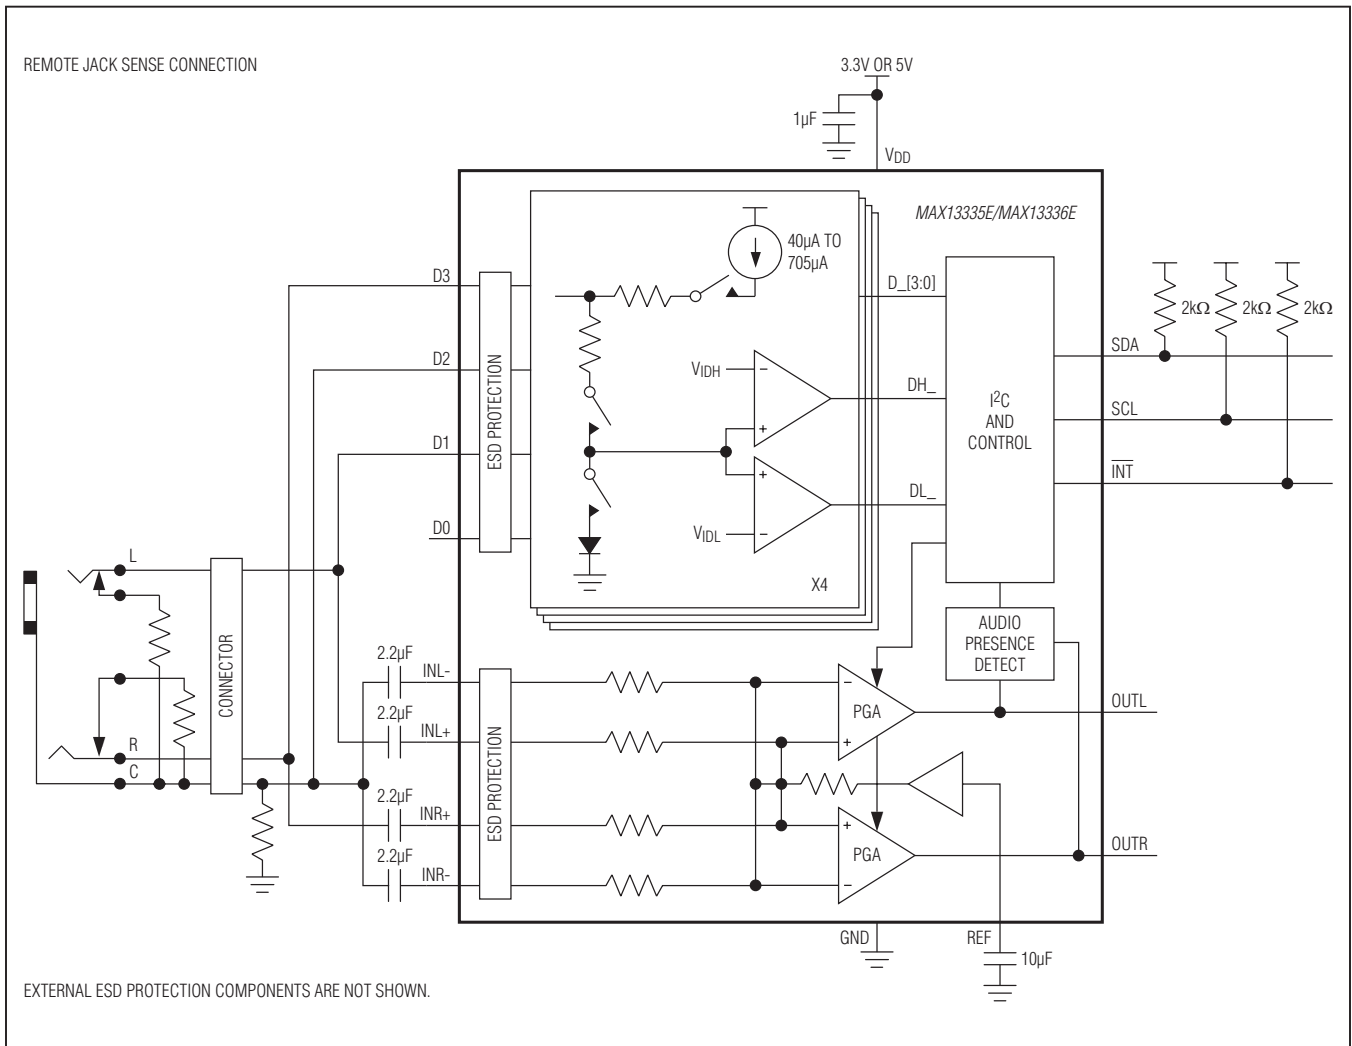 REMOTE JACK SENSE CONNECTION
3.3V OR 5V
1µF
VDD
MAX13335E/MAX13336E
40µA TO
705µA
D3
D_[3:0]
2kΩ
2kΩ
2kΩ
SDA
D2
VIDH
−
+
DH_
ESD PROTECTION
I²C
AND
CONTROL
SCL
D1
INT
+
−
VIDL
DL_
D0
X4
L
CONNECTOR
AUDIO
PRESENCE
DETECT
2.2µF
INL-
2.2µF
INL+
ESD PROTECTION
−
PGA
+
OUTL
R
C
2.2µF
INR+
2.2µF
INR-
+
PGA
−
OUTR
GND
REF
10µF
EXTERNAL ESD PROTECTION COMPONENTS ARE NOT SHOWN.